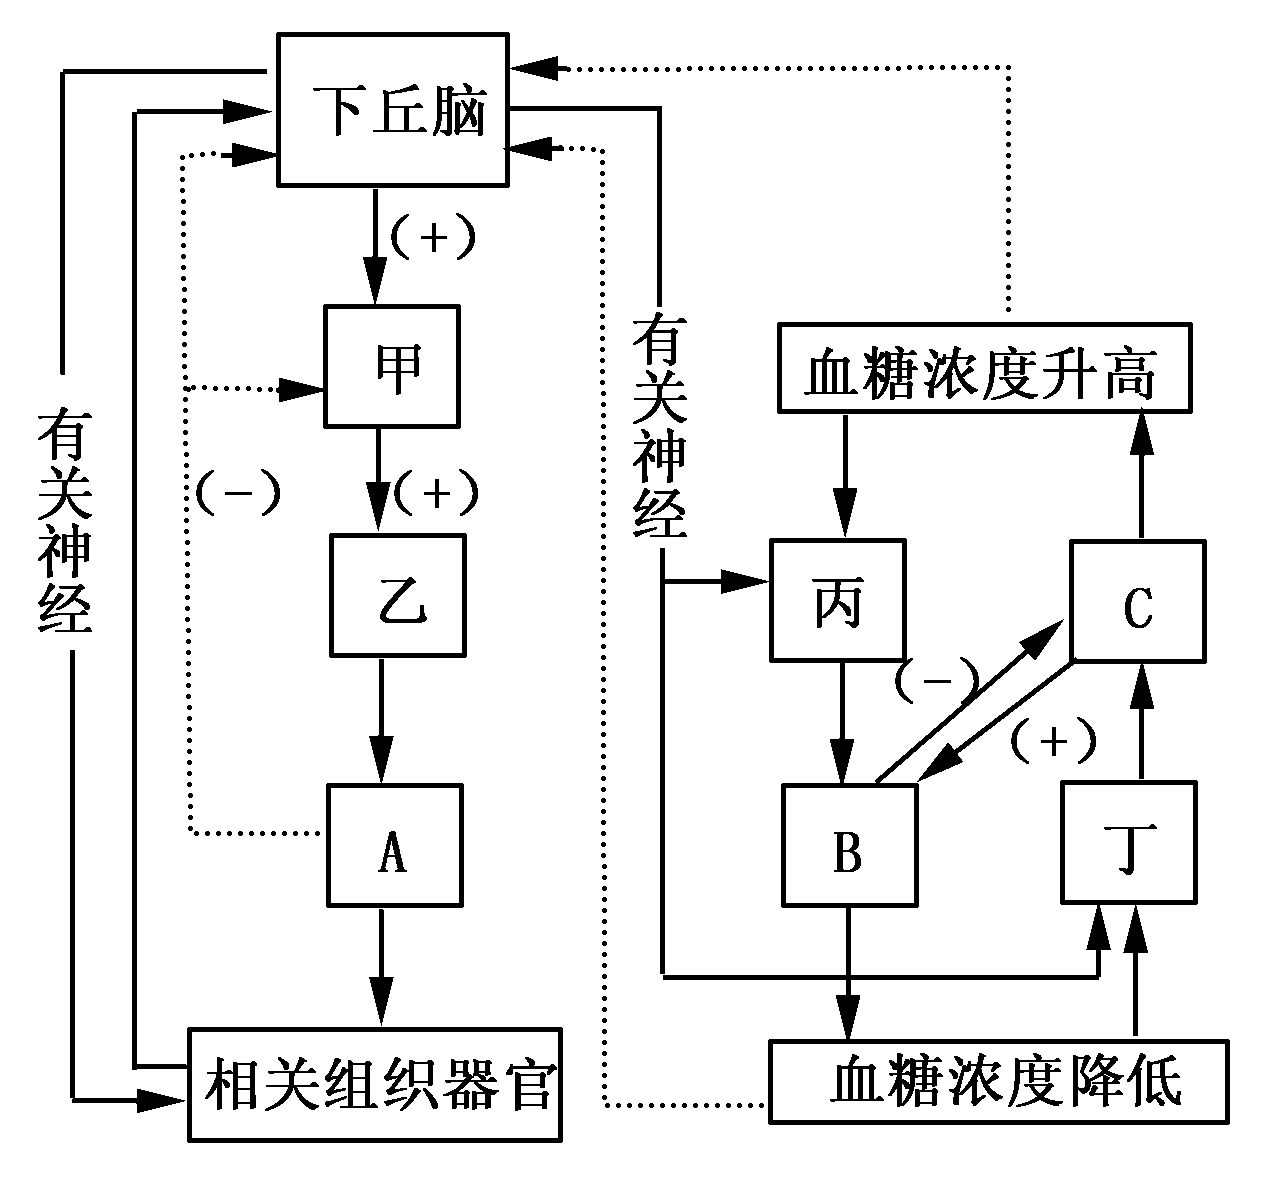 下丘脑
(+)
甲
(-)
(+)
乙
A
相关组织器官
有关神经
有关神经
血糖浓度升高
丙
C
(-)
(+)
B
丁
血糖浓度降低